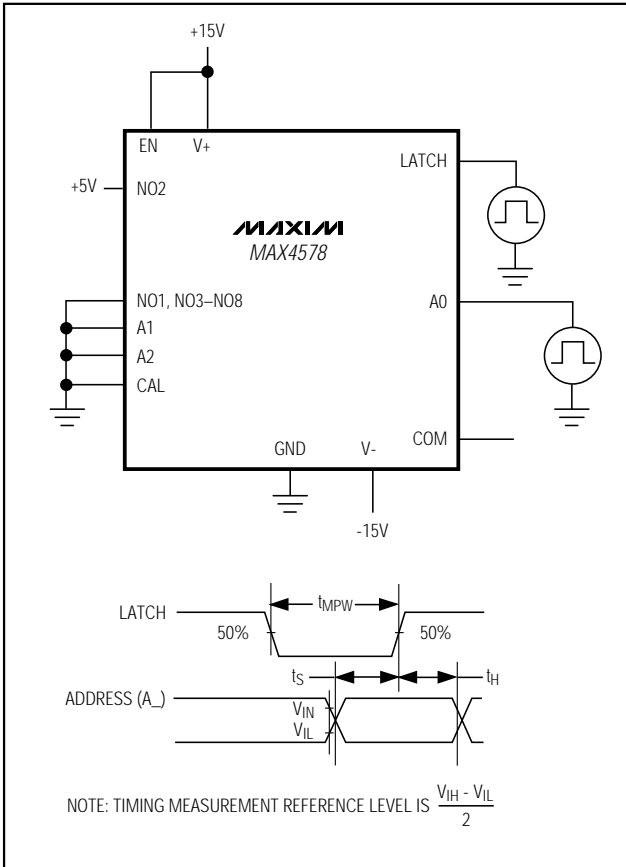 +15V
EN
V+
LATCH
+5V
NO2
MAXIM
MAX4578
NO1, NO3–NO8
A0
A1
A2
CAL
COM
GND
V-
-15V
LATCH
tMPW
50%
50%
tS
tH
ADDRESS (A_)
VIN
VIL
NOTE: TIMING MEASUREMENT REFERENCE LEVEL IS VIH - VIL
2